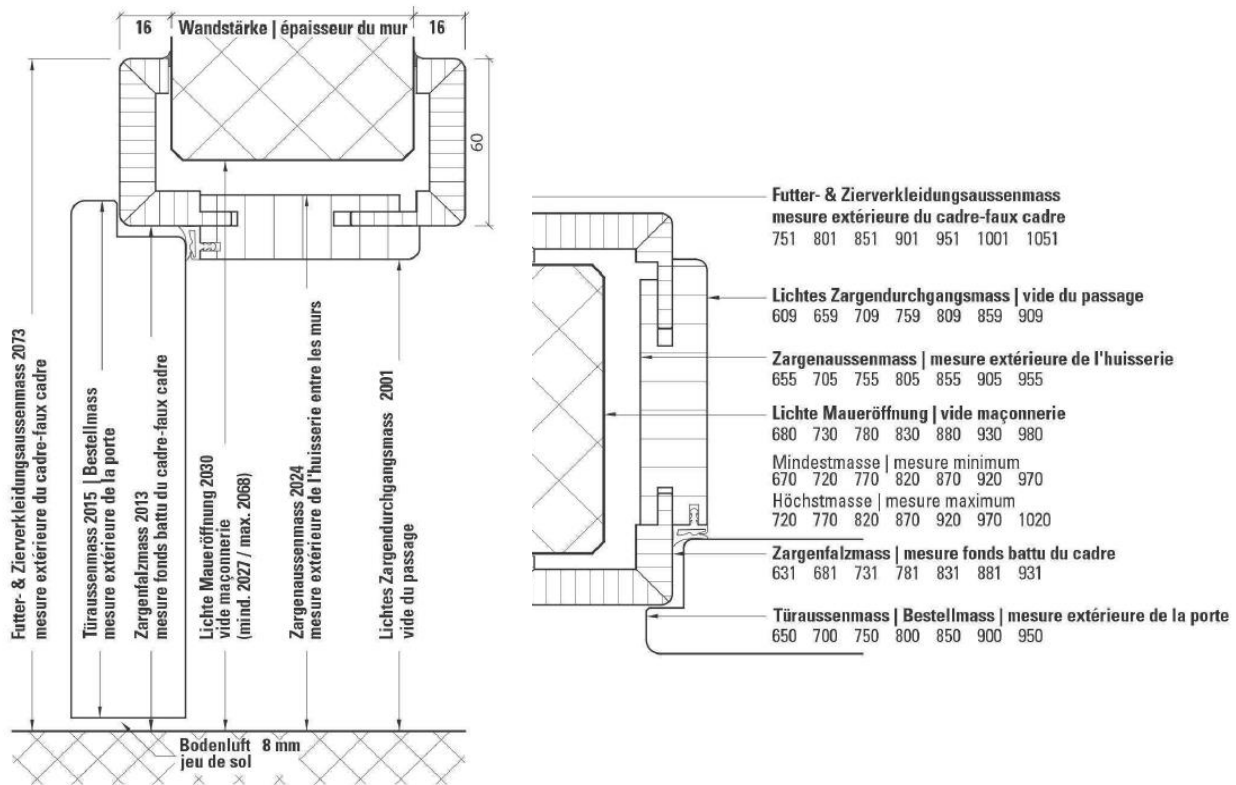 16 Wandstärke | épaisseur du mur 16
60
Futter- & Zierverkleidungsaussenmass 2073
mesure extérieure du cadre-faux cadre
Türaussenmass 2015 | Bestellmass
mesure extérieure de la porte
Zargenfalzmass 2013
mesure fonds battu du cadre-faux cadre
Lichte Maueröffnung 2030
vide maçonnerie
(mind. 2027 / max. 2068)
Zargenaussenmass 2024
mesure extérieure de l'huisserie entre les murs
Lichtes Zargendurchgangsmass 2001
vide du passage
Bodenluft 8 mm
jeu de sol
Futter- & Zierverkleidungsaussenmass
mesure extérieure du cadre-faux cadre
751 801 851 901 951 1001 1051
Lichtes Zargendurchgangsmass | vide du passage
609 659 709 759 809 859 909
Zargenaussenmass | mesure extérieure de l'huisserie
655 705 755 805 855 905 955
Lichte Maueröffnung | vide maçonnerie
680 730 780 830 880 930 980
Mindestmasse | mesure minimum
670 720 770 820 870 920 970
Höchstmasse | mesure maximum
720 770 820 870 920 970 1020
Zargenfalzmass | mesure fonds battu du cadre
631 681 731 781 831 881 931
Türaussenmass | Bestellmass | mesure extérieure de la porte
650 700 750 800 850 900 950